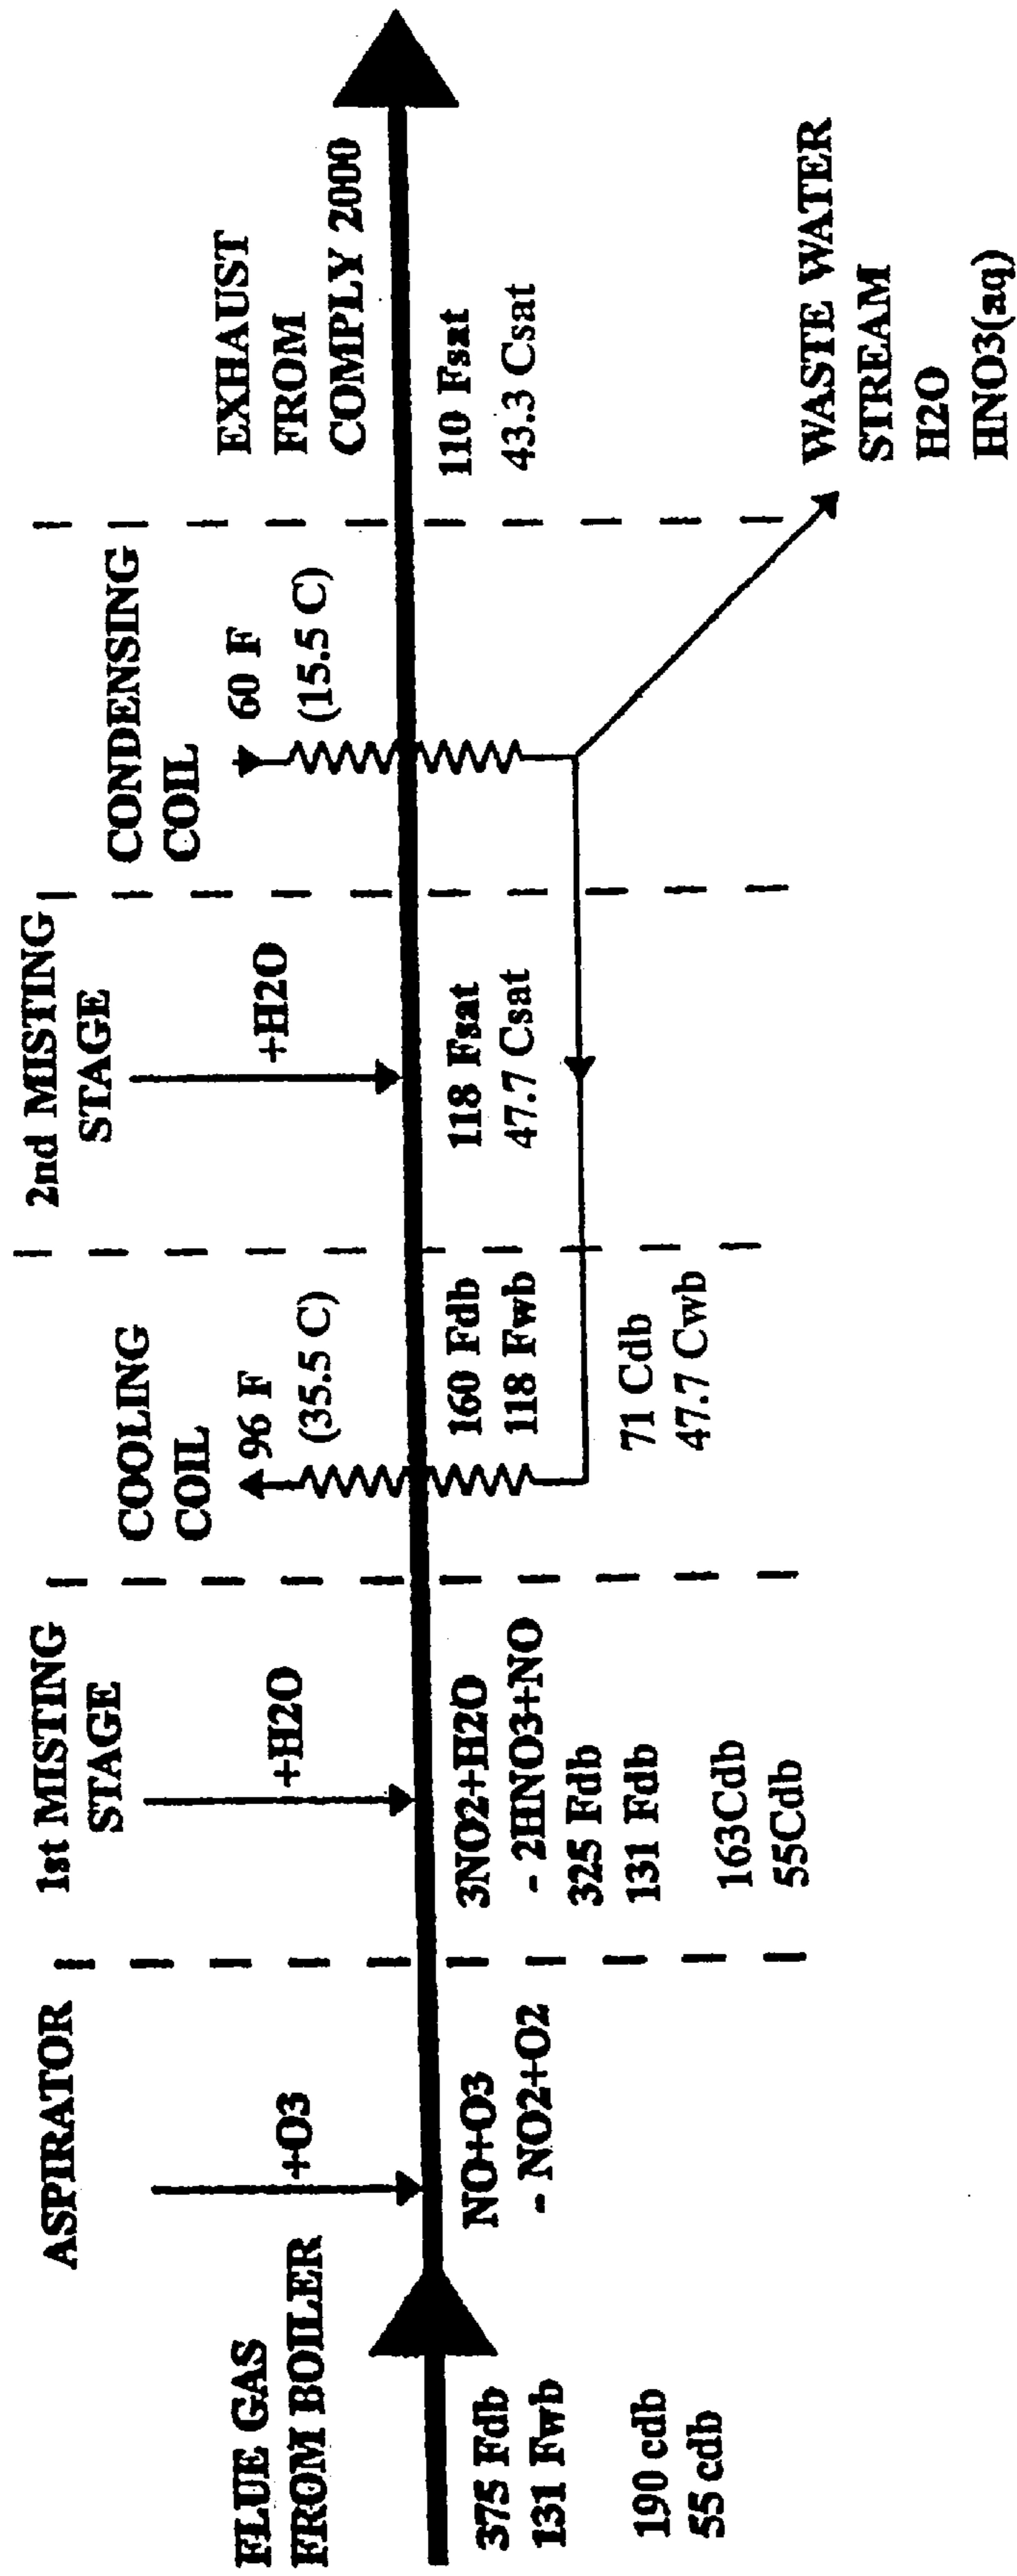 FLUE GAS
FROM BOILER
375 Fdb
131 Fwb
190 cdb
55 cdb
ASPIRATOR
+O3
NO+O3
- NO2+O2
1st MISTING
STAGE
+H2O
3NO2+H2O
- 2HNO3+NO
325 Fdb
131 Fdb
163Cdb
55Cdb
COOLING
COIL
96 F
(35.5 C)
160 Fdb
118 Fwb
71 Cdb
47.7 Cwb
2nd MISTING
STAGE
+H2O
118 Fsat
47.7 Csat
CONDENSING
COIL
60 F
(15.5 C)
EXHAUST
FROM
COMPLY 2000
110 Fsat
43.3 Csat
WASTE WATER
STREAM
H2O
HNO3(aq)